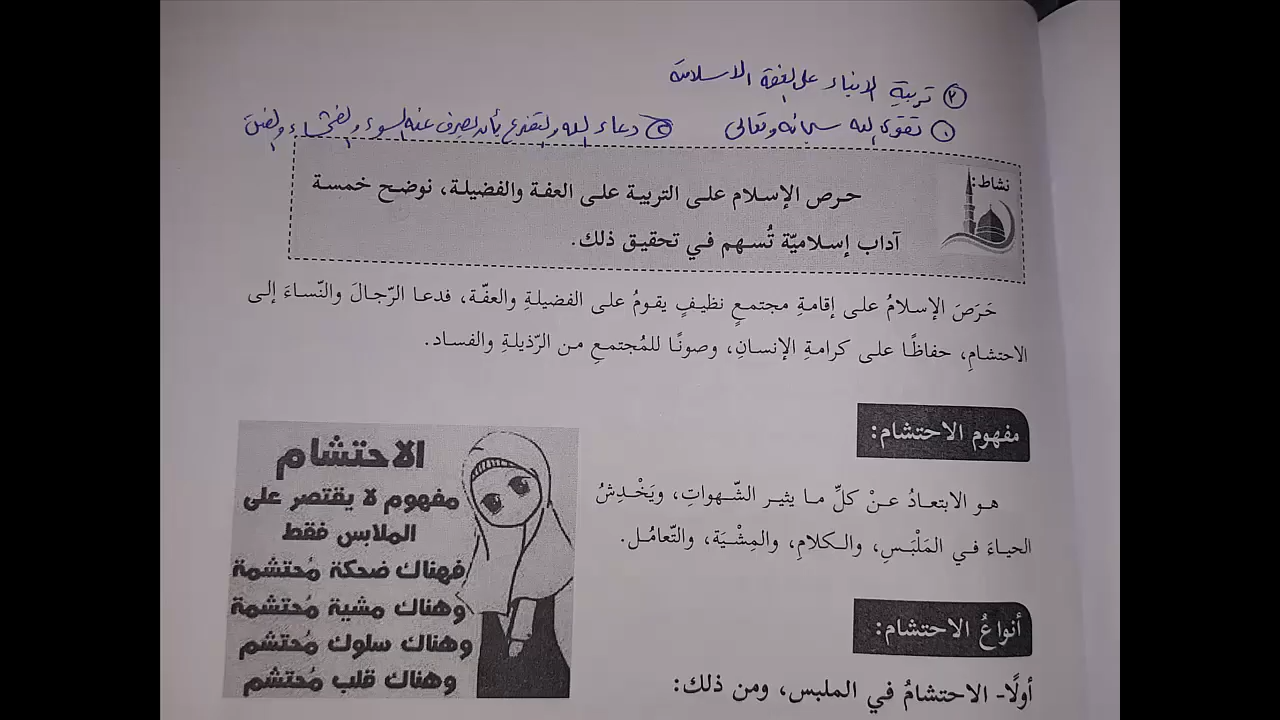 ٢ تربية الابناء على العفة الاسلامية
١ تقوى الله سبحانه وتعالى
٣ دعاء الله والتضرع بأن يصرف عنه السوء والفحشاء
نشاط:
حرص الإسلام على التربية على العفة والفضيلة، نوضح خمسة
آداب إسلاميّة تُسهم في تحقيق ذلك.
حَرَصَ الإسلامُ على إقامةِ مجتمعٍ نظيفٍ يقومُ على الفضيلةِ والعفّة، فدعا الرّجالَ والنّساءَ إلى
الاحتشامِ، حفاظًا على كرامةِ الإنسانِ، وصونًا للمُجتمعِ من الرّذيلةِ والفساد.
مفهوم الاحتشام:
هو الابتعادُ عنْ كلِّ ما يثير الشّهواتِ، ويَخْدِشُ
الحياءَ في المَلْبَسِ، والكلامِ، والمِشْيَة، والتّعامُل.
الاحتشام
مفهوم لا يقتصر على
الملابس فقط
فهناك ضحكة مُحتشمة
وهناك مشية مُحتشمة
وهناك سلوك مُحتشم
وهناك قلب مُحتشم
أنواعُ الاحتشام:
أولًا- الاحتشامُ في الملبس، ومن ذلك: